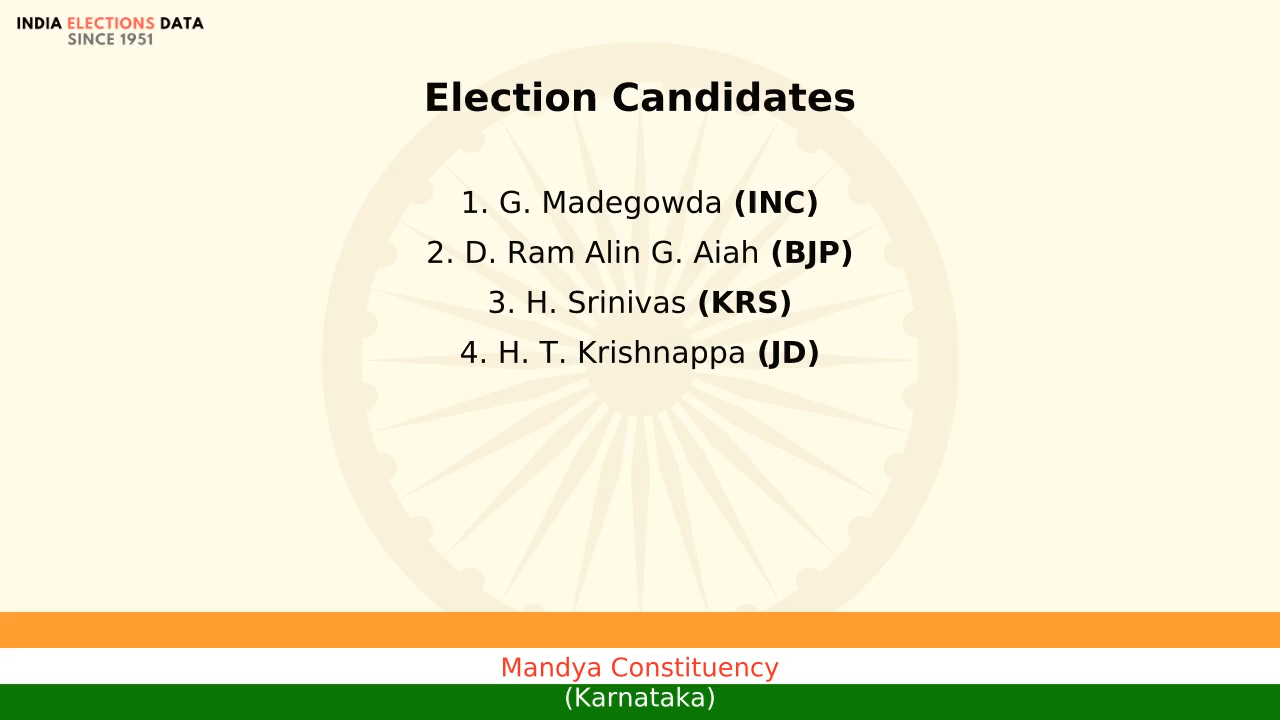 INDIA ELECTIONS DATA
SINCE 1951
Election Candidates
1. G. Madegowda (INC)
2. D. Ram Alin G. Aiah (BJP)
3. H. Srinivas (KRS)
4. H. T. Krishnappa (JD)
Mandya Constituency
(Karnataka)